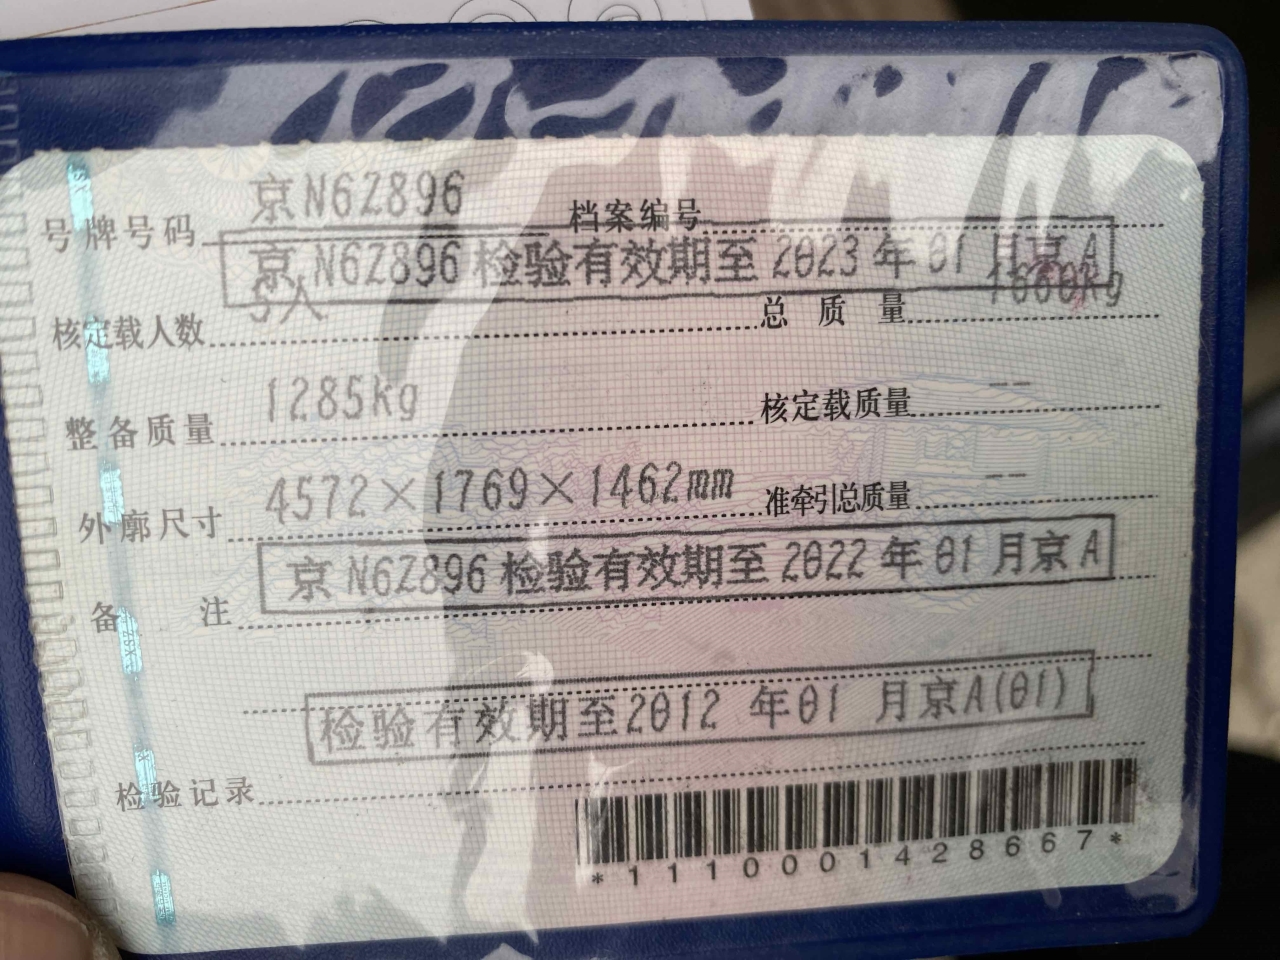 号牌号码 京N6Z896 档案编号
京N6Z896检验有效期至2023年01月京A
核定载人数 5人 总质量
整备质量 1285kg 核定载质量 --
外廓尺寸 4572×1769×1462mm 准牵引总质量 --
京N6Z896检验有效期至2022年01月京A
备注
检验有效期至2012年01月京A(01)
检验记录
*1110001428667*